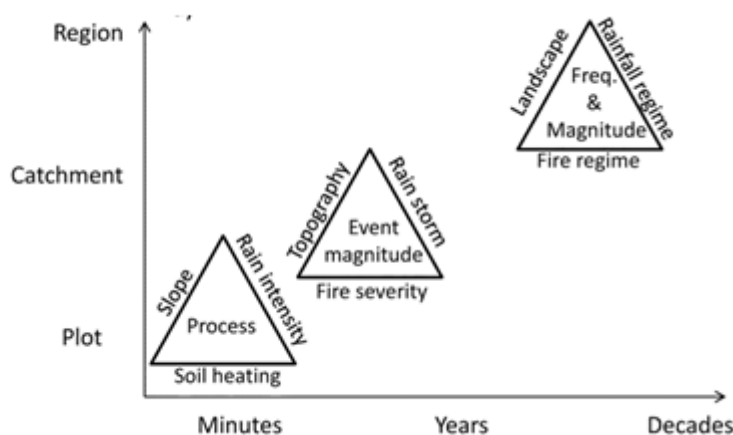 Region
Catchment
Plot
Landscape
Rainfall regime
Freq.
&
Magnitude
Fire regime
Topography
Rain storm
Event
magnitude
Fire severity
Slope
Rain intensity
Process
Soil heating
Minutes
Years
Decades